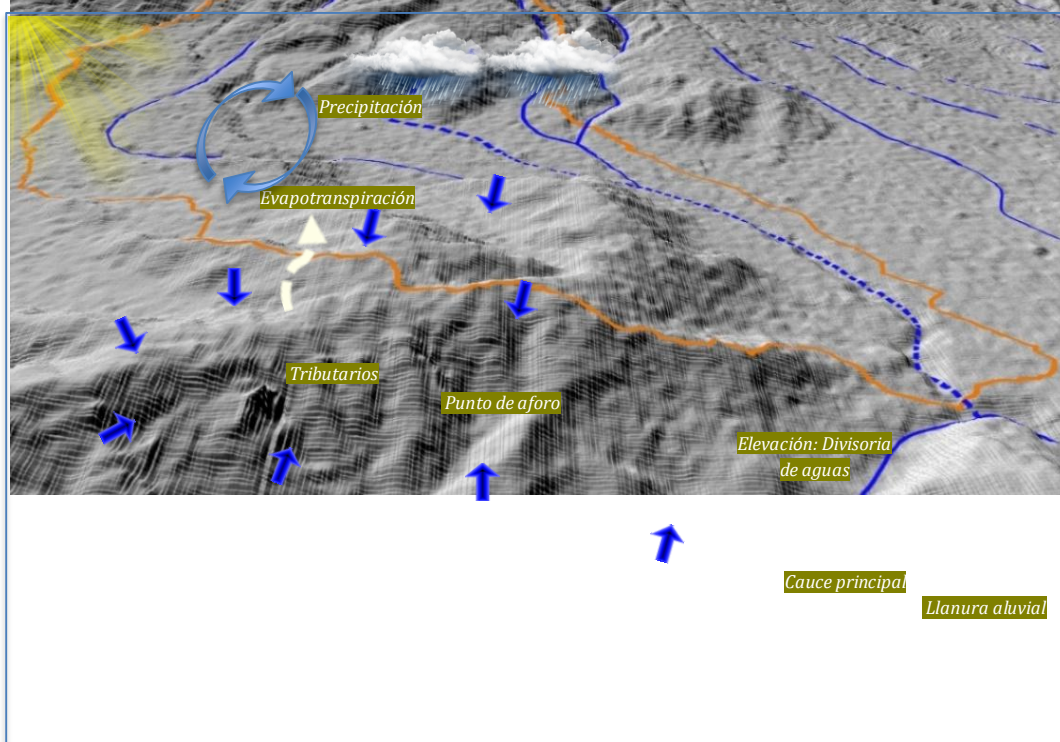 Precipitación
Evapotranspiración
Tributarios
Punto de aforo
Elevación: Divisoria
de aguas
Cauce principal
Llanura aluvial